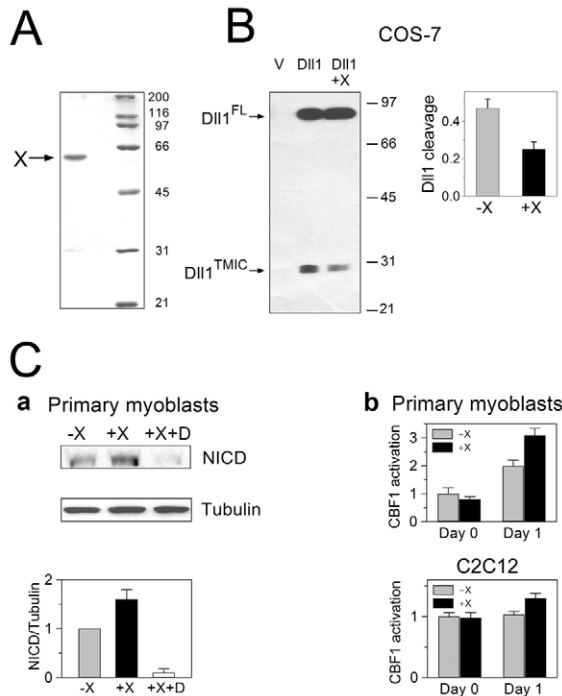 A
200
116
97
66
X
45
31
21
B
COS-7
V Dll1 Dll1
+X
Dll1FL
97
66
45
31
Dll1TMIC
21
Dll1 cleavage
0.4
0.2
0.0
-X +X
C
a Primary myoblasts
-X +X +X+D
NICD
Tubulin
NICD/Tubulin
2
1
0
-X +X +X+D
b Primary myoblasts
CBF1 activation
3
2
1
0
-X
+X
Day 0 Day 1
C2C12
CBF1 activation
1
0
-X
+X
Day 0 Day 1